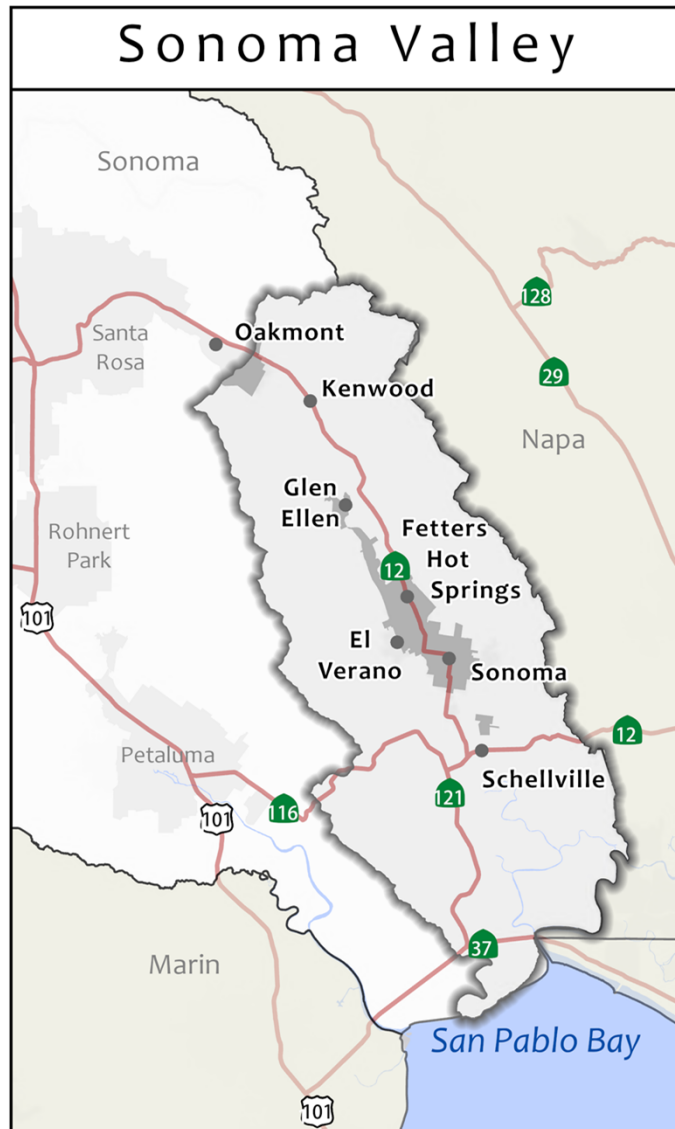 Sonoma Valley
Sonoma
128
Santa
Rosa
Oakmont
29
Kenwood
Napa
Glen
Ellen
Fetters
Hot
Springs
Rohnert
Park
12
101
El
Verano
Sonoma
12
Petaluma
Schellville
121
116
101
37
Marin
San Pablo Bay
101